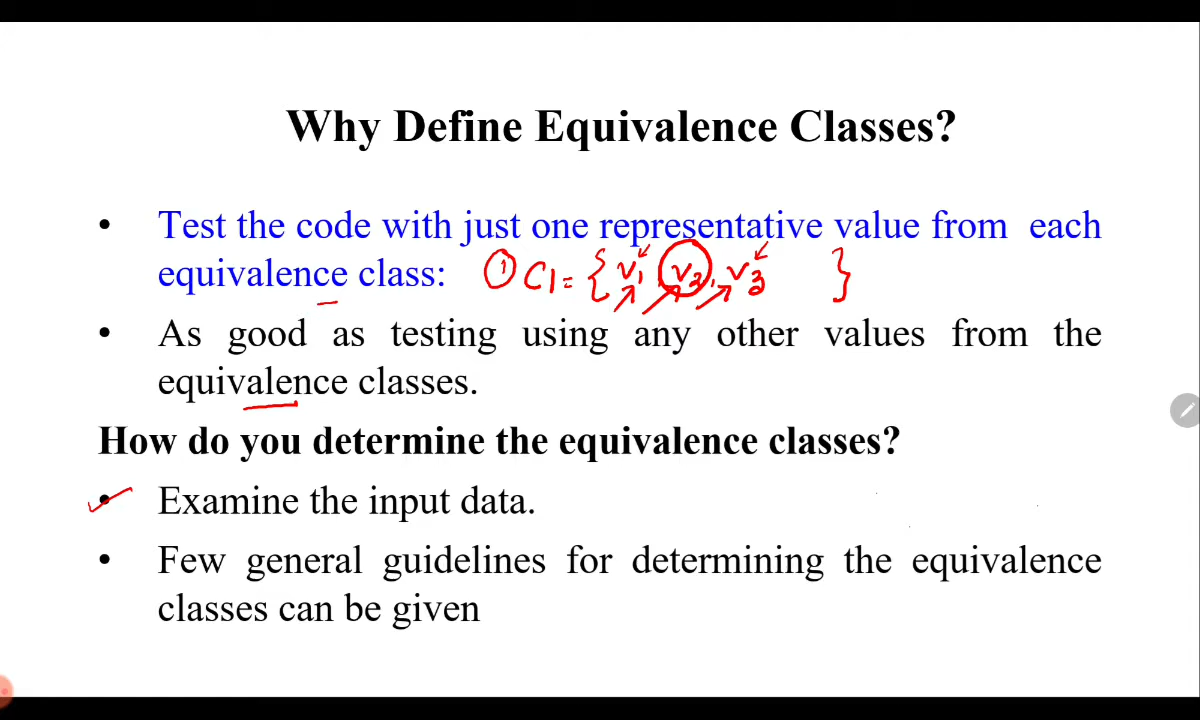 Why Define Equivalence Classes?
• Test the code with just one representative value from each
equivalence class: ① C1 = { v1, v2, v3 }
• As good as testing using any other values from the
equivalence classes.
How do you determine the equivalence classes?
• Examine the input data.
• Few general guidelines for determining the equivalence
classes can be given